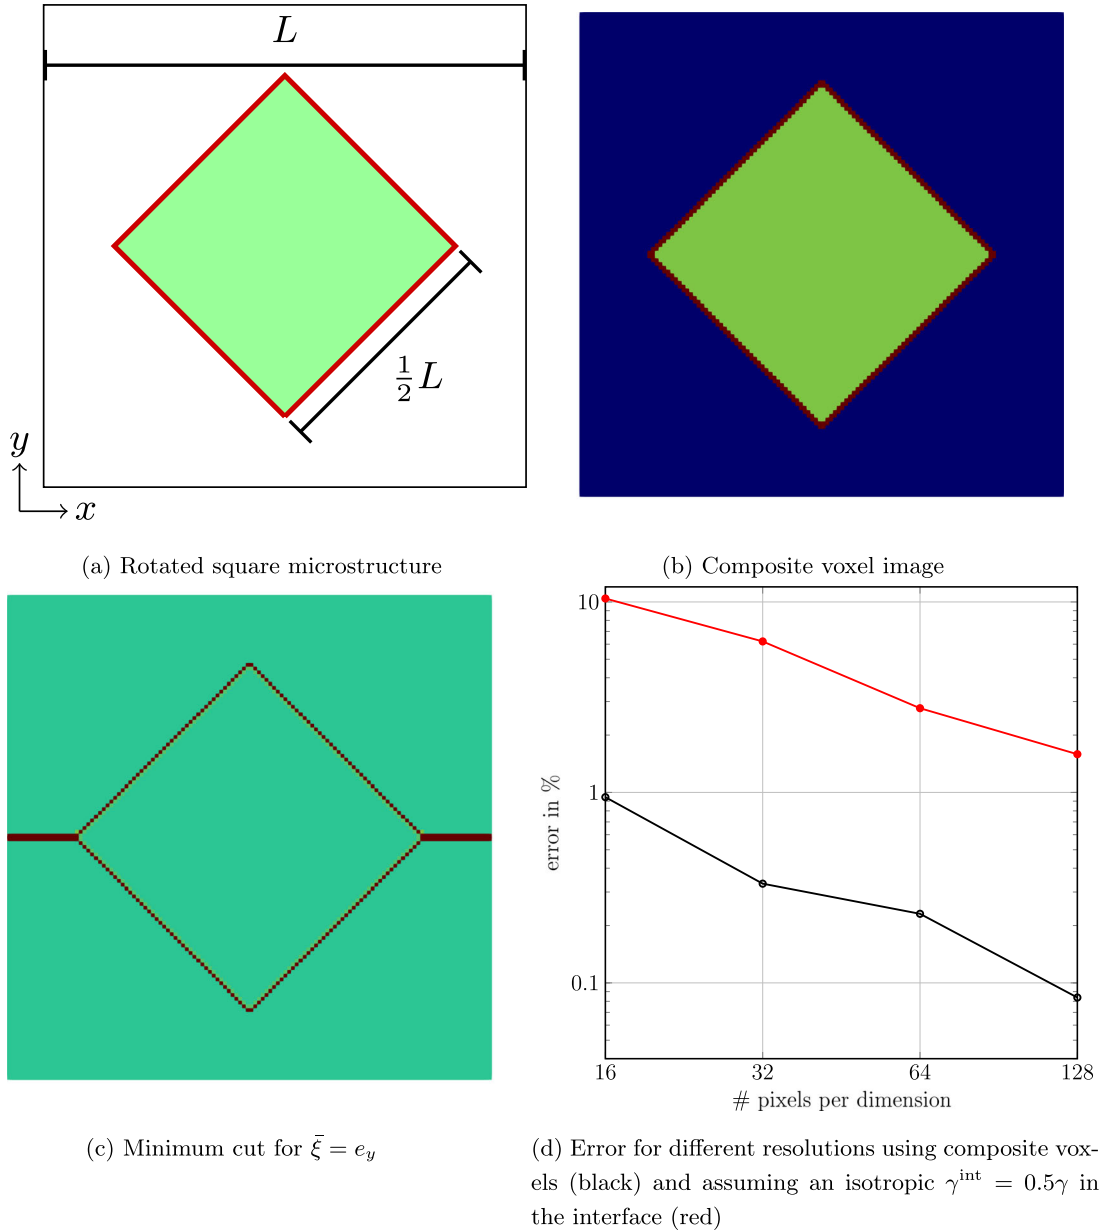 L
½L
y
x
(a) Rotated square microstructure
(b) Composite voxel image
10
1
0.1
error in %
16 32 64 128
# pixels per dimension
(c) Minimum cut for ξ̄ = e_y
(d) Error for different resolutions using composite vox-
els (black) and assuming an isotropic γ^int = 0.5γ in
the interface (red)